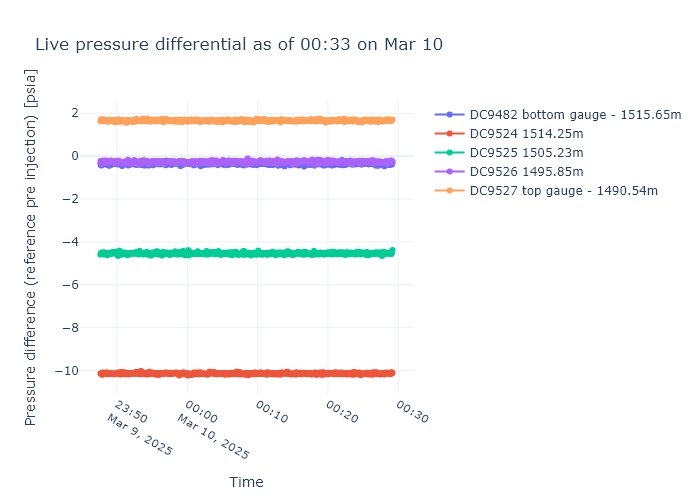 Live pressure differential as of 00:33 on Mar 10
Pressure difference (reference pre injection) [psia]
2
0
−2
−4
−6
−8
−10
23:50
Mar 9, 2025
00:00
Mar 10, 2025
00:10
00:20
00:30
Time
DC9482 bottom gauge - 1515.65m
DC9524 1514.25m
DC9525 1505.23m
DC9526 1495.85m
DC9527 top gauge - 1490.54m